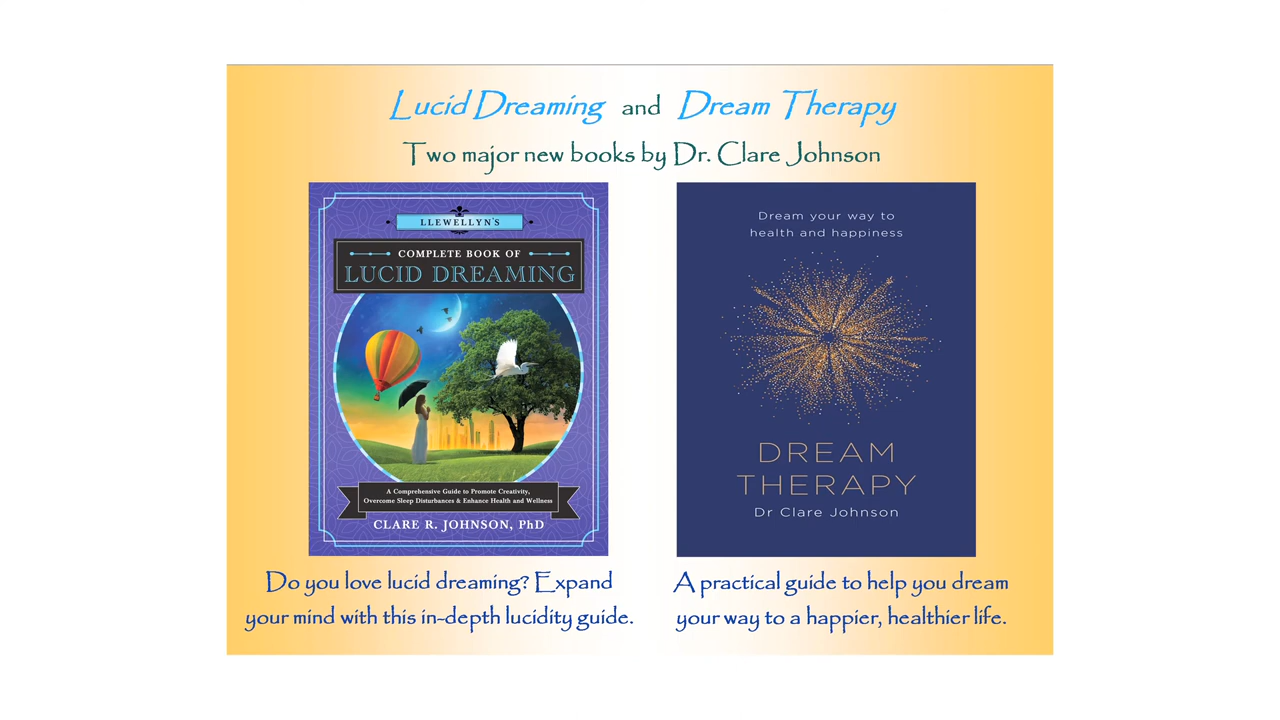 Lucid Dreaming and Dream Therapy
Two major new books by Dr. Clare Johnson
LLEWELLYN'S
COMPLETE BOOK OF
LUCID DREAMING
A Comprehensive Guide to Promote Creativity,
Overcome Sleep Disturbances & Enhance Health and Wellness
CLARE R. JOHNSON, PhD
Dream your way to
health and happiness
DREAM
THERAPY
Dr Clare Johnson
Do you love lucid dreaming? Expand
your mind with this in-depth lucidity guide.
A practical guide to help you dream
your way to a happier, healthier life.